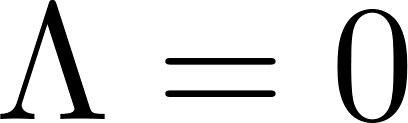 Λ = 0